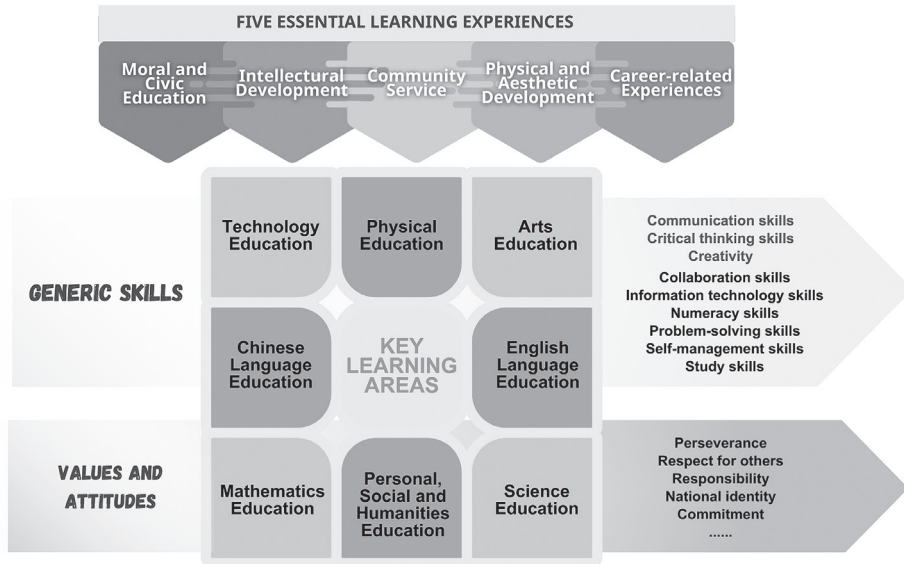 FIVE ESSENTIAL LEARNING EXPERIENCES
Moral and
Civic
Education
Intellectural
Development
Community
Service
Physical and
Aesthetic
Development
Career-related
Experiences
Technology
Education
Physical
Education
Arts
Education
GENERIC SKILLS
Chinese
Language
Education
KEY
LEARNING
AREAS
English
Language
Education
Communication skills
Critical thinking skills
Creativity
Collaboration skills
Information technology skills
Numeracy skills
Problem-solving skills
Self-management skills
Study skills
VALUES AND
ATTITUDES
Mathematics
Education
Personal,
Social and
Humanities
Education
Science
Education
Perseverance
Respect for others
Responsibility
National identity
Commitment
......